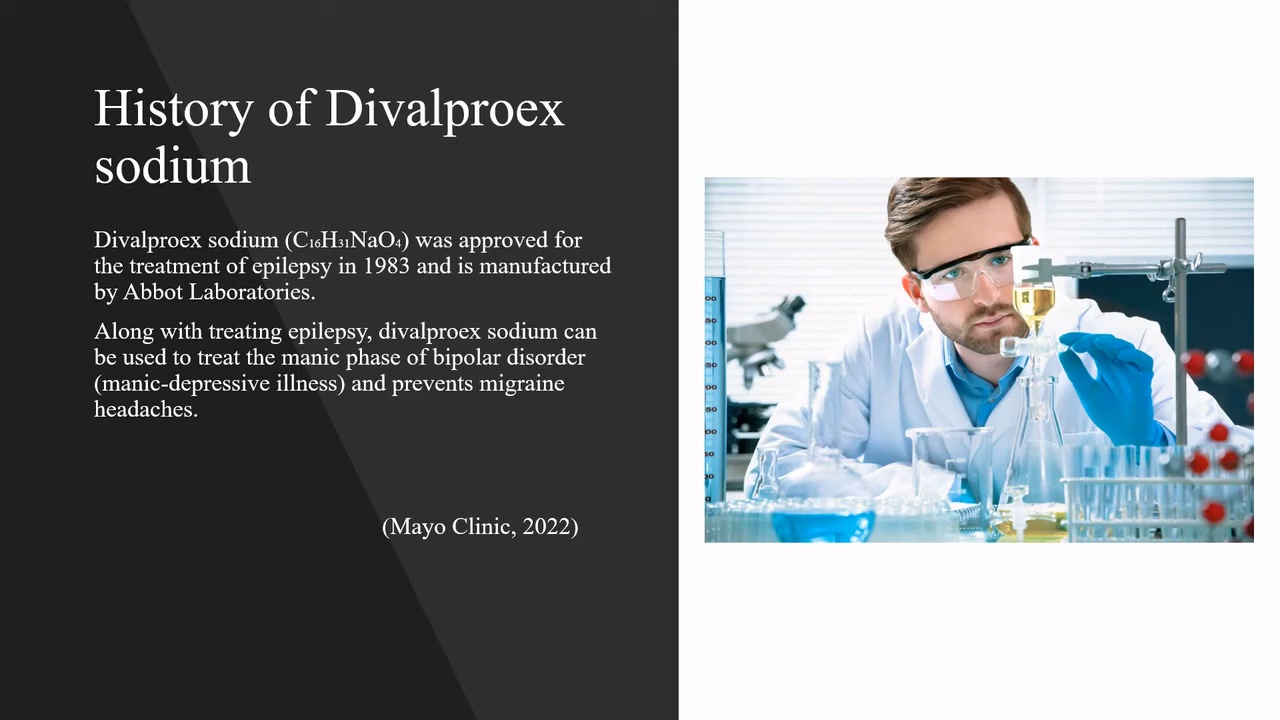 History of Divalproex
sodium
Divalproex sodium (C₁₆H₃₁NaO₄) was approved for
the treatment of epilepsy in 1983 and is manufactured
by Abbot Laboratories.
Along with treating epilepsy, divalproex sodium can
be used to treat the manic phase of bipolar disorder
(manic-depressive illness) and prevents migraine
headaches.
(Mayo Clinic, 2022)